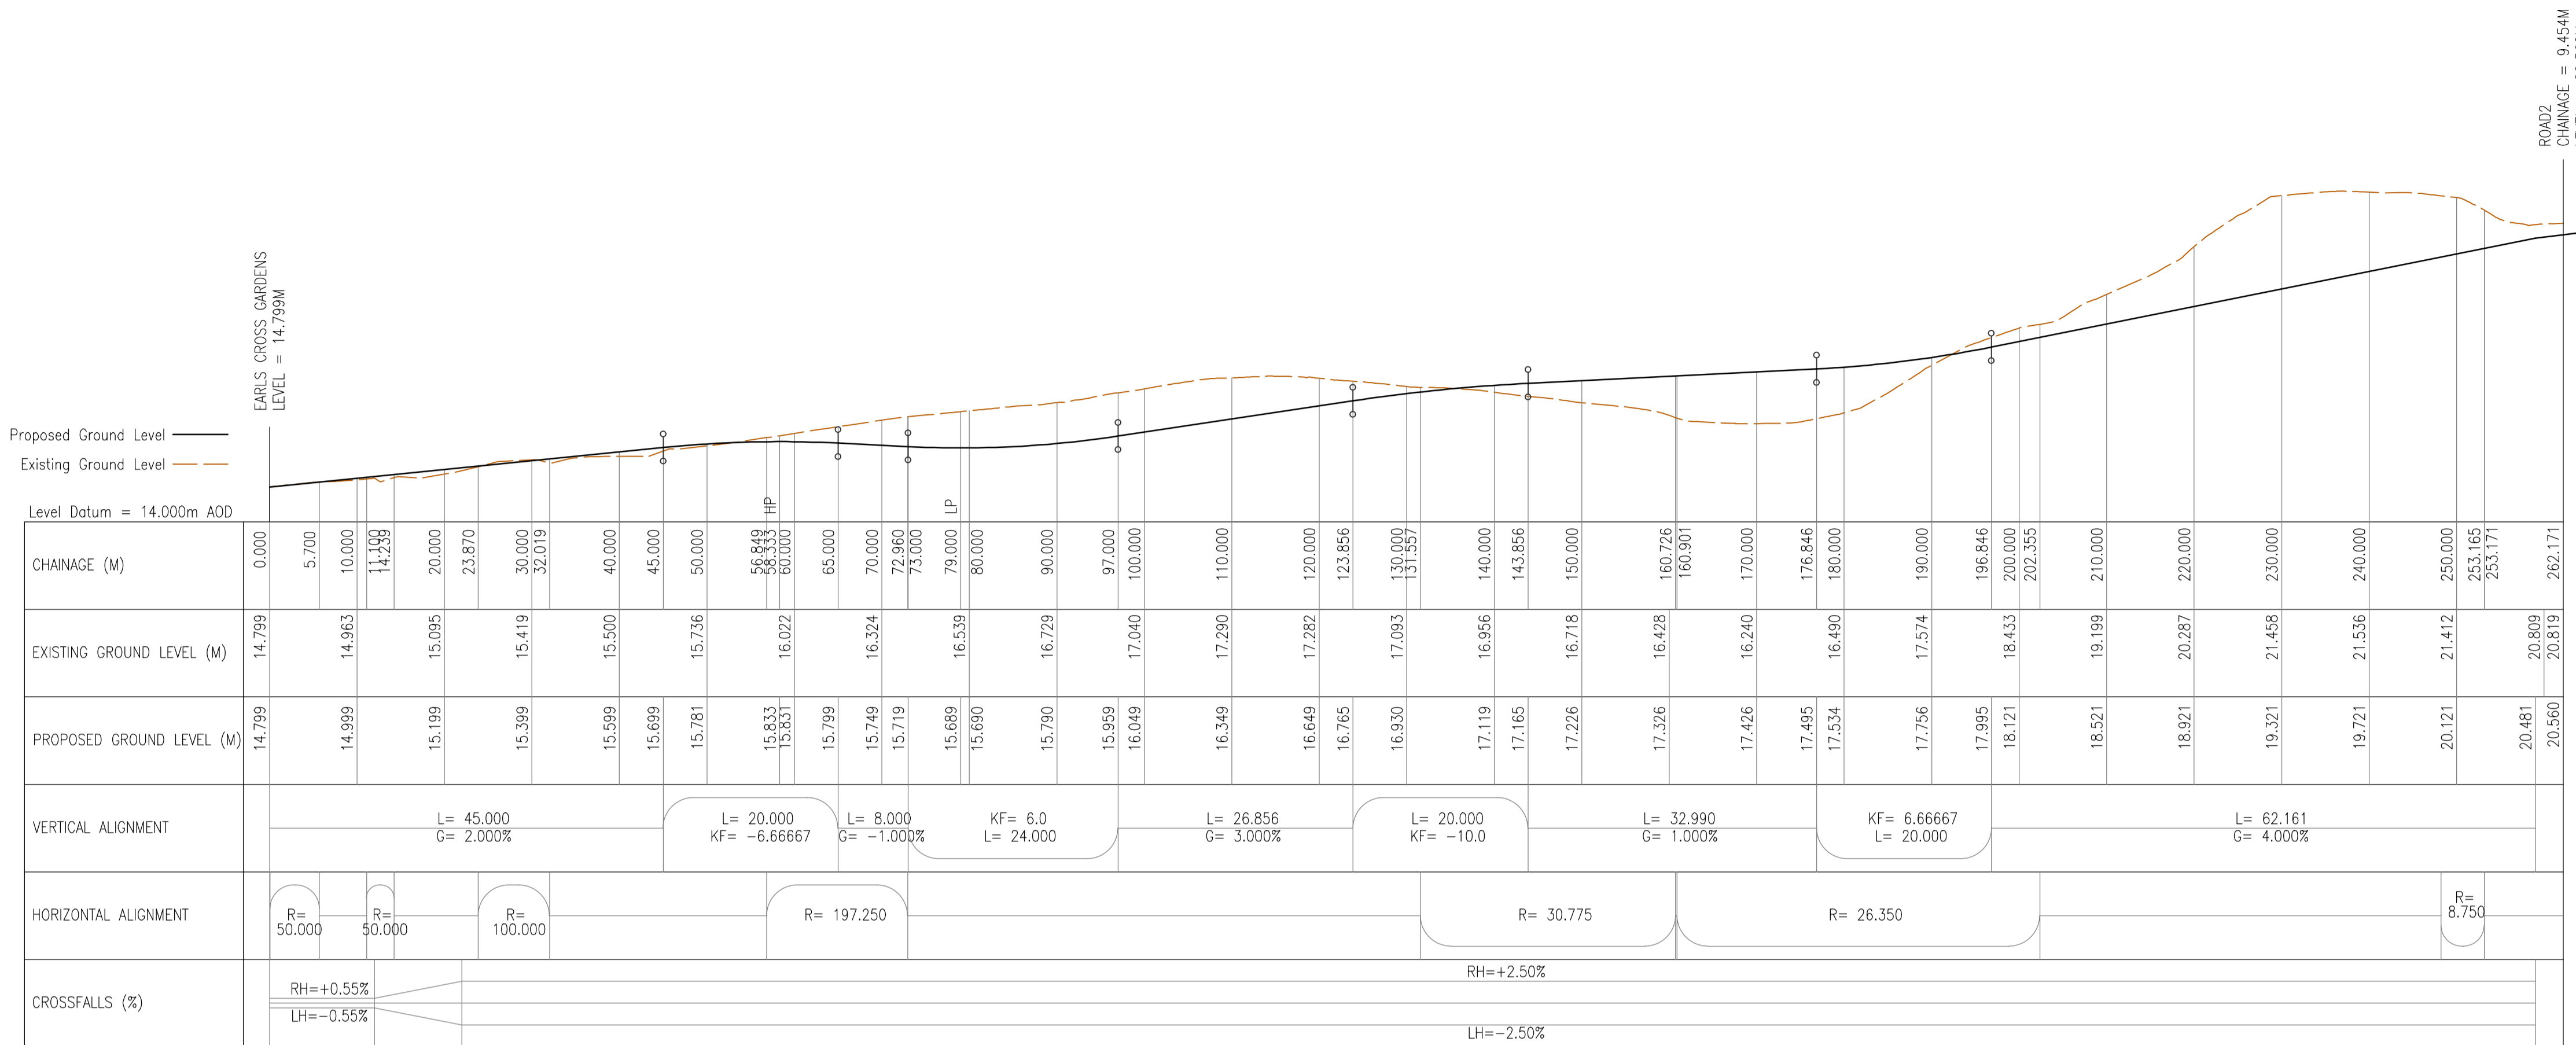 ROAD2
CHAINAGE = 9.454M
EARLS CROSS GARDENS
LEVEL = 14.799M
Proposed Ground Level
Existing Ground Level
Level Datum = 14.000m AOD
HP
LP
CHAINAGE (M)
0.000 5.700 10.000 11.100 14.239 20.000 23.870 30.000 32.019 40.000 45.000 50.000 56.849 58.333 60.000 65.000 70.000 72.960 73.000 79.000 80.000 90.000 97.000 100.000 110.000 120.000 123.856 130.000 131.557 140.000 143.856 150.000 160.726 160.901 170.000 176.846 180.000 190.000 196.846 200.000 202.355 210.000 220.000 230.000 240.000 250.000 253.165 253.171 262.171
EXISTING GROUND LEVEL (M)
14.799 14.963 15.095 15.419 15.500 15.736 16.022 16.324 16.539 16.729 17.040 17.290 17.282 17.093 16.956 16.718 16.428 16.240 16.490 17.574 18.433 19.199 20.287 21.458 21.536 21.412 20.809 20.819
PROPOSED GROUND LEVEL (M)
14.799 14.999 15.199 15.399 15.599 15.699 15.781 15.833 15.831 15.799 15.749 15.719 15.689 15.690 15.790 15.959 16.049 16.349 16.649 16.765 16.930 17.119 17.165 17.226 17.326 17.426 17.495 17.534 17.756 17.995 18.121 18.521 18.921 19.321 19.721 20.121 20.481 20.560
VERTICAL ALIGNMENT
L= 45.000
G= 2.000%
L= 20.000
KF= -6.66667
L= 8.000
G= -1.000%
KF= 6.0
L= 24.000
L= 26.856
G= 3.000%
L= 20.000
KF= -10.0
L= 32.990
G= 1.000%
KF= 6.66667
L= 20.000
L= 62.161
G= 4.000%
HORIZONTAL ALIGNMENT
R=
50.000
R=
50.000
R=
100.000
R= 197.250
R= 30.775
R= 26.350
R=
8.750
CROSSFALLS (%)
RH=+0.55%
LH=-0.55%
RH=+2.50%
LH=-2.50%